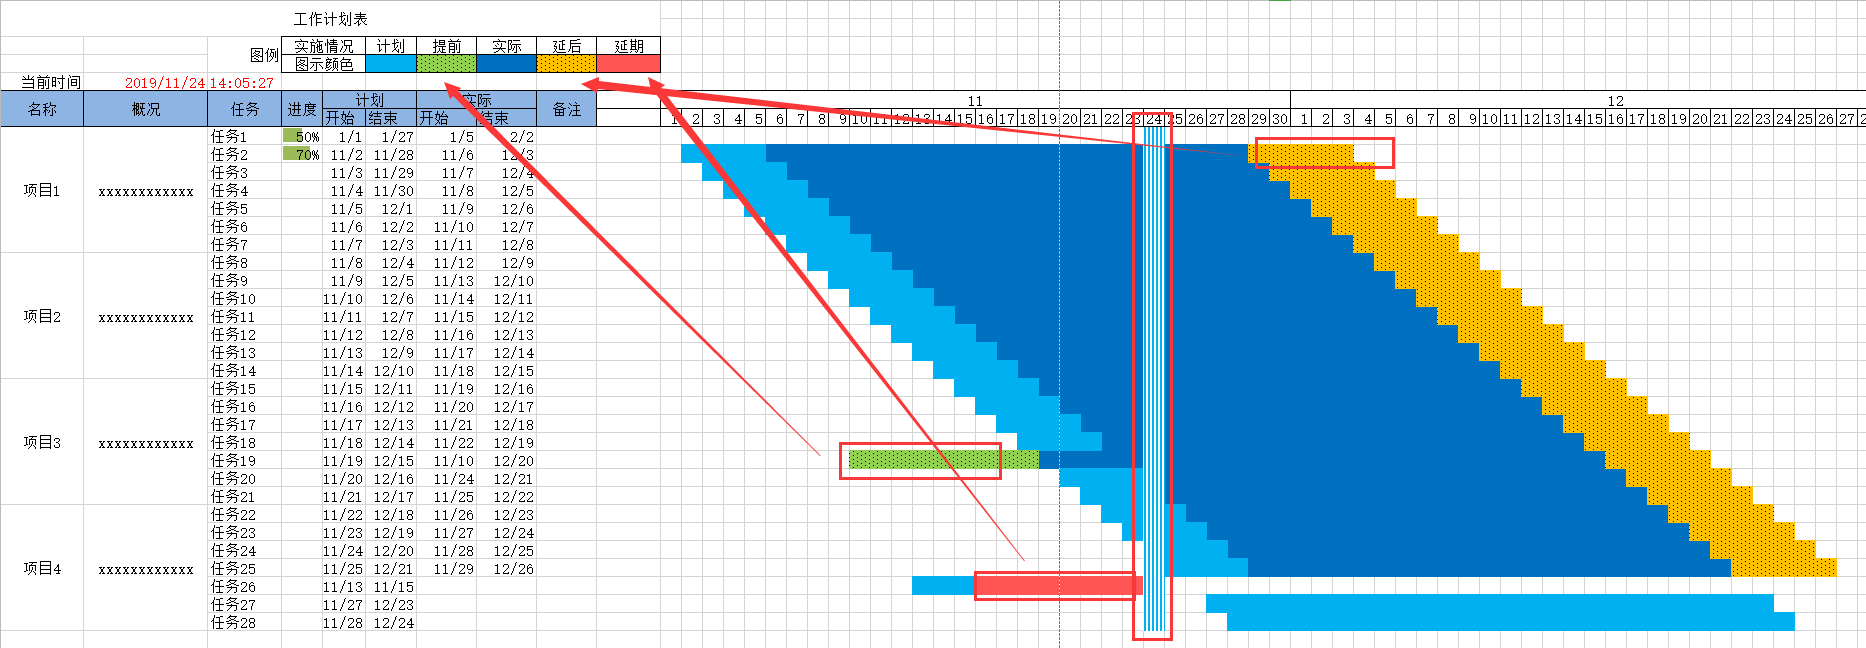 工作计划表
图例 实施情况 计划 提前 实际 延后 延期
图示颜色
当前时间 2019/11/24 14:05:27
名称 概况 任务 进度 计划 实际 备注 11 12
开始 结束 开始 结束 2 3 4 5 6 7 8 9 10 11 12 13 14 15 16 17 18 19 20 21 22 23 24 25 26 27 28 29 30 1 2 3 4 5 6 7 8 9 10 11 12 13 14 15 16 17 18 19 20 21 22 23 24 25 26 27
任务1 50% 1/1 1/27 1/5 2/2
任务2 70% 11/2 11/28 11/6 12/3
任务3 11/3 11/29 11/7 12/4
项目1 xxxxxxxxxxxx 任务4 11/4 11/30 11/8 12/5
任务5 11/5 12/1 11/9 12/6
任务6 11/6 12/2 11/10 12/7
任务7 11/7 12/3 11/11 12/8
任务8 11/8 12/4 11/12 12/9
任务9 11/9 12/5 11/13 12/10
任务10 11/10 12/6 11/14 12/11
项目2 xxxxxxxxxxxx 任务11 11/11 12/7 11/15 12/12
任务12 11/12 12/8 11/16 12/13
任务13 11/13 12/9 11/17 12/14
任务14 11/14 12/10 11/18 12/15
任务15 11/15 12/11 11/19 12/16
任务16 11/16 12/12 11/20 12/17
任务17 11/17 12/13 11/21 12/18
项目3 xxxxxxxxxxxx 任务18 11/18 12/14 11/22 12/19
任务19 11/19 12/15 11/10 12/20
任务20 11/20 12/16 11/24 12/21
任务21 11/21 12/17 11/25 12/22
任务22 11/22 12/18 11/26 12/23
任务23 11/23 12/19 11/27 12/24
任务24 11/24 12/20 11/28 12/25
项目4 xxxxxxxxxxxx 任务25 11/25 12/21 11/29 12/26
任务26 11/13 11/15
任务27 11/27 12/23
任务28 11/28 12/24